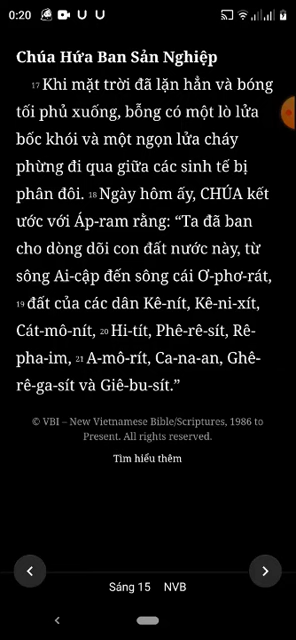 0:20
Chúa Hứa Ban Sản Nghiệp
17 Khi mặt trời đã lặn hẳn và bóng
tối phủ xuống, bỗng có một lò lửa
bốc khói và một ngọn lửa cháy
phừng đi qua giữa các sinh tế bị
phân đôi. 18 Ngày hôm ấy, CHÚA kết
ước với Áp-ram rằng: “Ta đã ban
cho dòng dõi con đất nước này, từ
sông Ai-cập đến sông cái Ơ-phơ-rát,
19 đất của các dân Kê-nít, Kê-ni-xít,
Cát-mô-nít, 20 Hi-tít, Phê-rê-sít, Rê-
pha-im, 21 A-mô-rít, Ca-na-an, Ghê-
rê-ga-sít và Giê-bu-sít.”
© VBI – New Vietnamese Bible/Scriptures, 1986 to
Present. All rights reserved.
Tìm hiểu thêm
Sáng 15 NVB